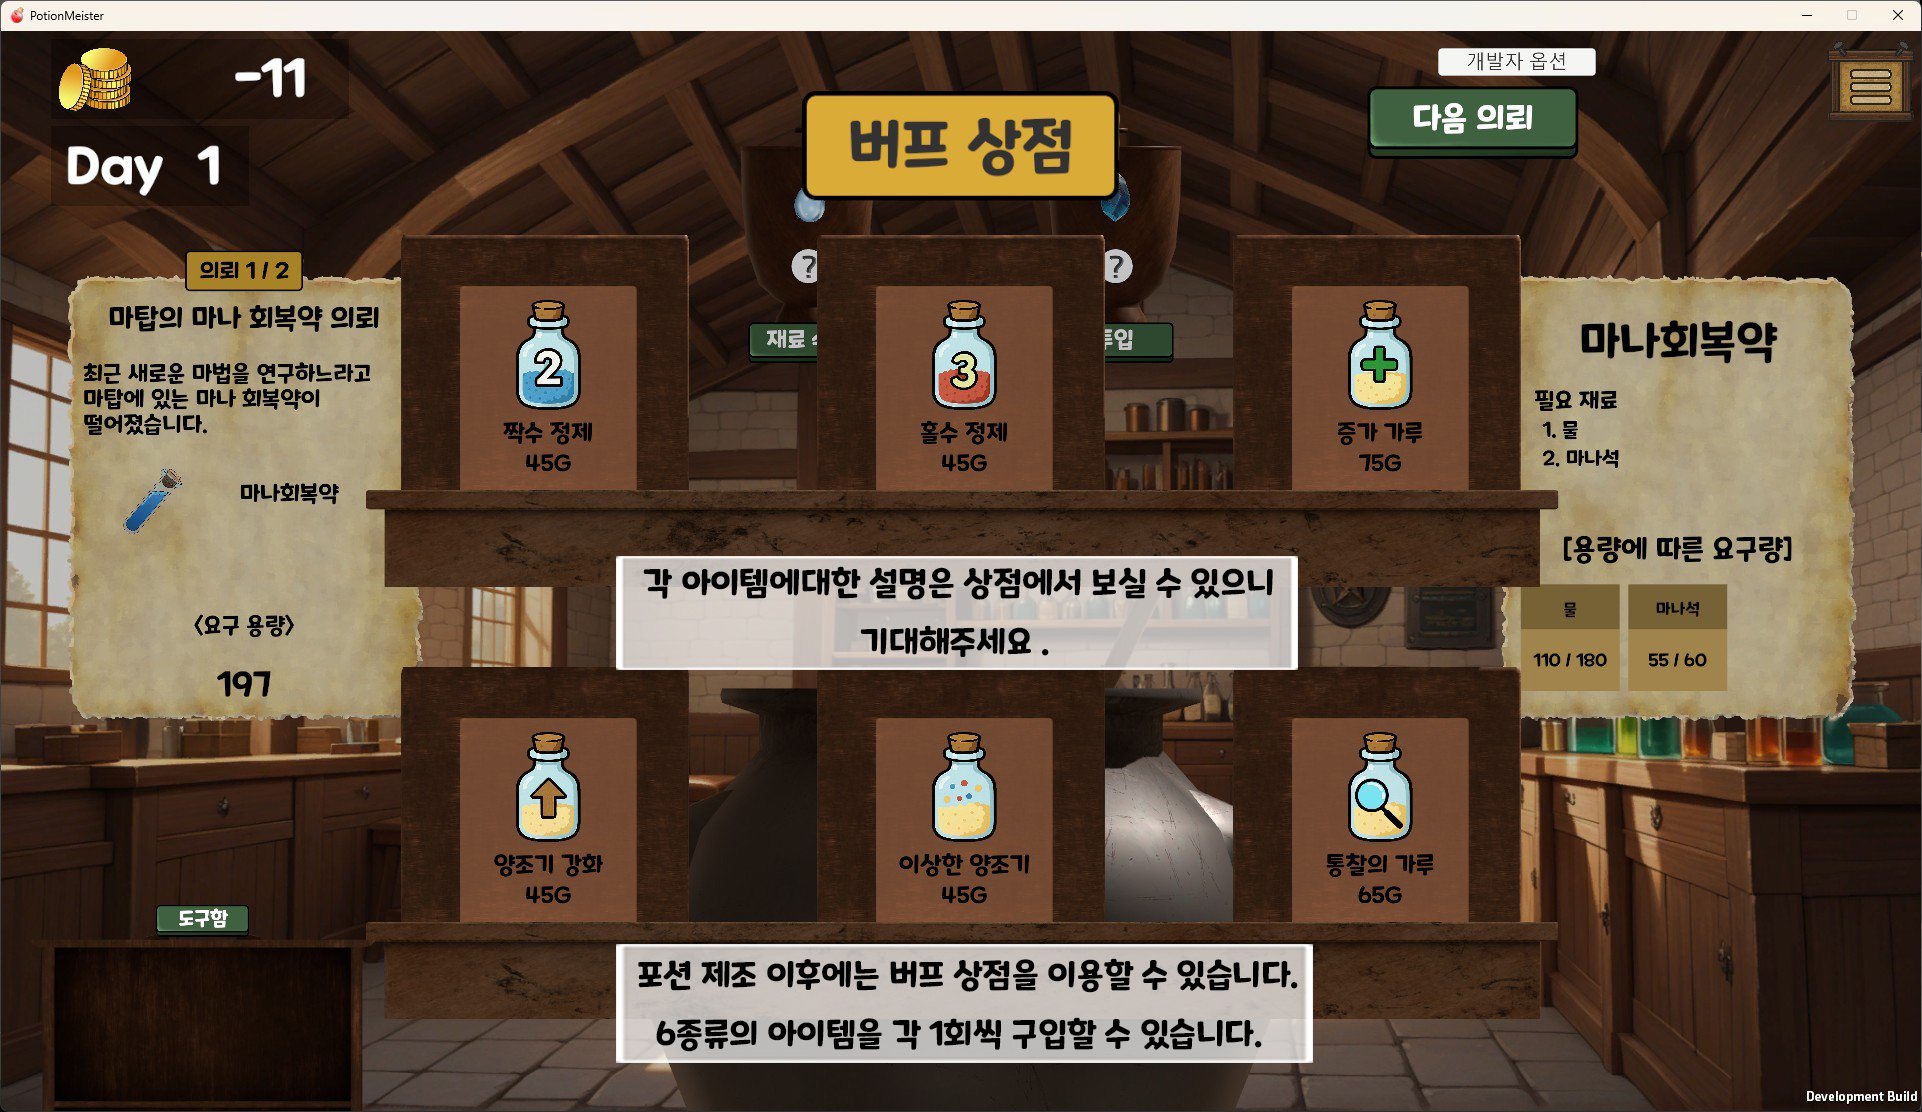 PotionMeister
-11
Day 1
개발자 옵션
다음 의뢰
버프 상점
의뢰 1 / 2
마탑의 마나 회복약 의뢰
최근 새로운 마법을 연구하느라고
마탑에 있는 마나 회복약이
떨어졌습니다.
마나회복약
<요구 용량>
197
?
?
재료
투입
2
짝수 정제
45G
3
홀수 정제
45G
증가 가루
75G
마나회복약
필요 재료
1. 물
2. 마나석
[용량에 따른 요구량]
물
마나석
110 / 180
55 / 60
각 아이템에대한 설명은 상점에서 보실 수 있으니
기대해주세요 .
양조기 강화
45G
이상한 양조기
45G
통찰의 가루
65G
도구함
포션 제조 이후에는 버프 상점을 이용할 수 있습니다.
6종류의 아이템을 각 1회씩 구입할 수 있습니다.
Development Build